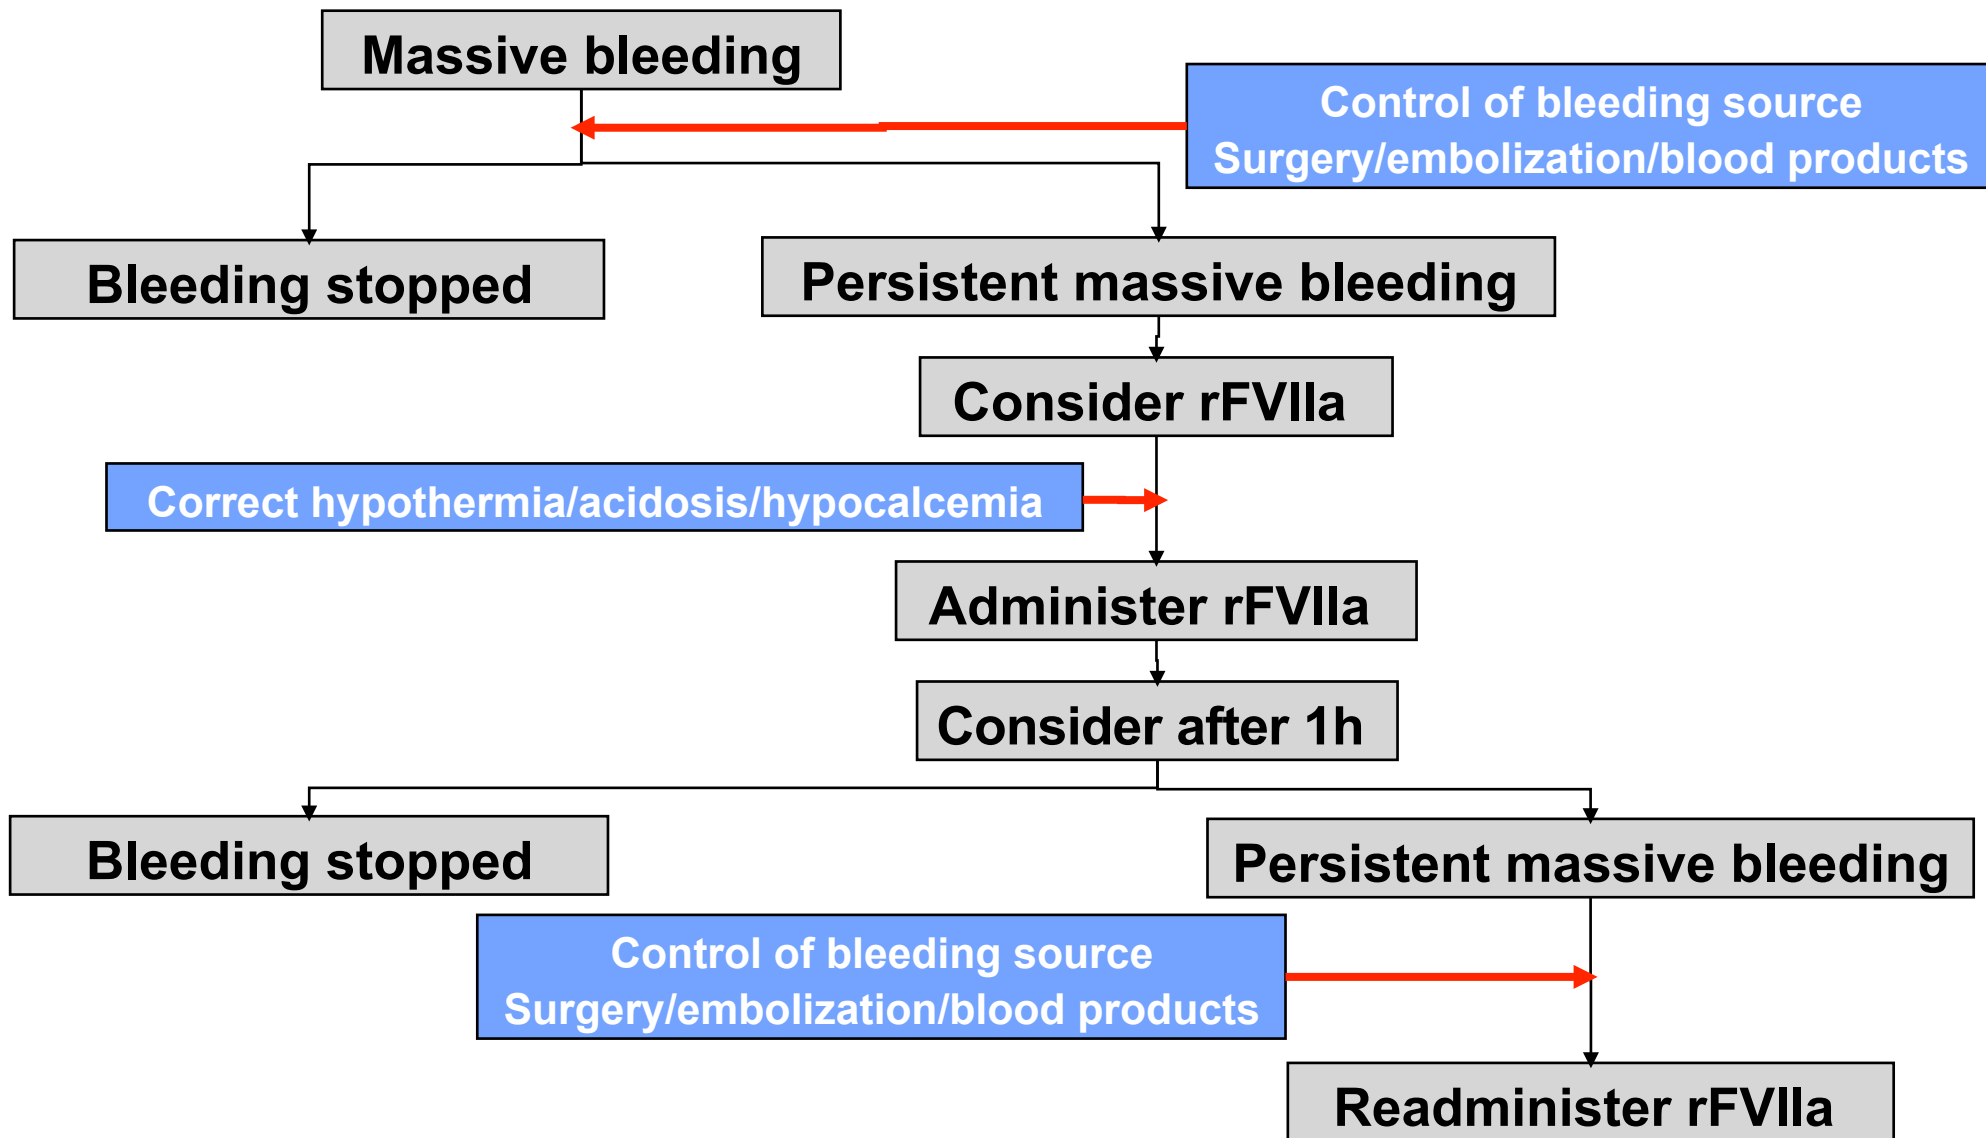 Massive bleeding
Control of bleeding source
Surgery/embolization/blood products
Bleeding stopped
Persistent massive bleeding
Consider rFVIIa
Correct hypothermia/acidosis/hypocalcemia
Administer rFVIIa
Consider after 1h
Bleeding stopped
Persistent massive bleeding
Control of bleeding source
Surgery/embolization/blood products
Readminister rFVIIa